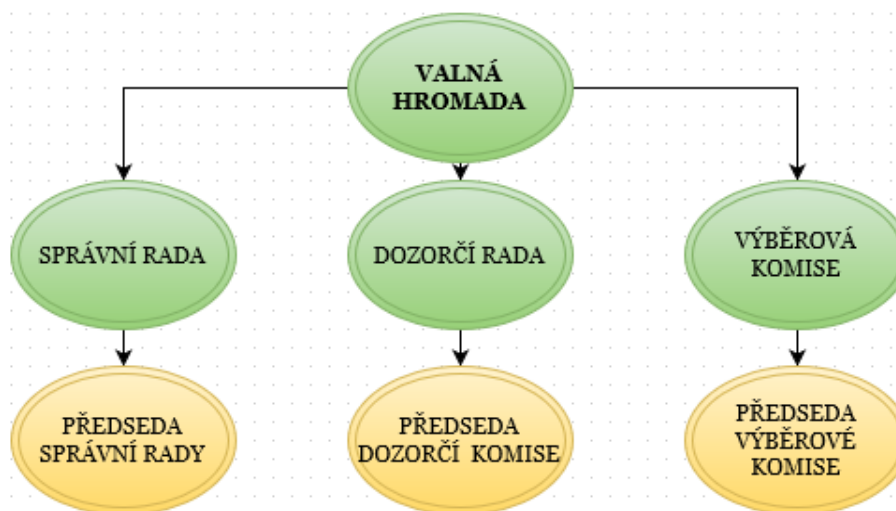 VALNÁ
HROMADA
SPRÁVNÍ RADA
DOZORČÍ RADA
VÝBĚROVÁ
KOMISE
PŘEDSEDA
SPRÁVNÍ RADY
PŘEDSEDA
DOZORČÍ KOMISE
PŘEDSEDA
VÝBĚROVÉ
KOMISE